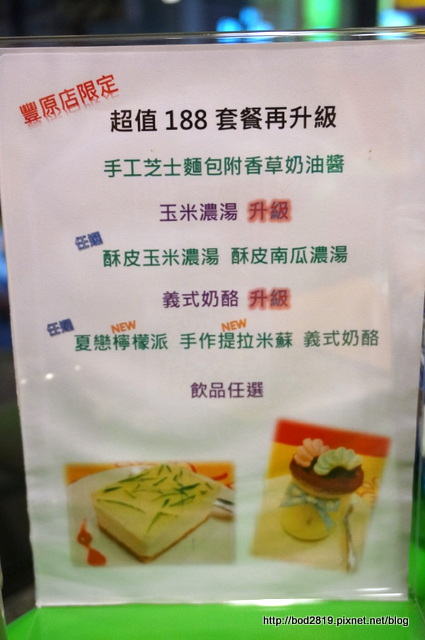 豐原店限定
超值 188 套餐再升級
手工芝士麵包附香草奶油醬
玉米濃湯 升級
任選
酥皮玉米濃湯 酥皮南瓜濃湯
義式奶酪 升級
任選
NEW NEW
夏戀檸檬派 手作提拉米蘇 義式奶酪
飲品任選
http://bod2819.pixnet.net/blog